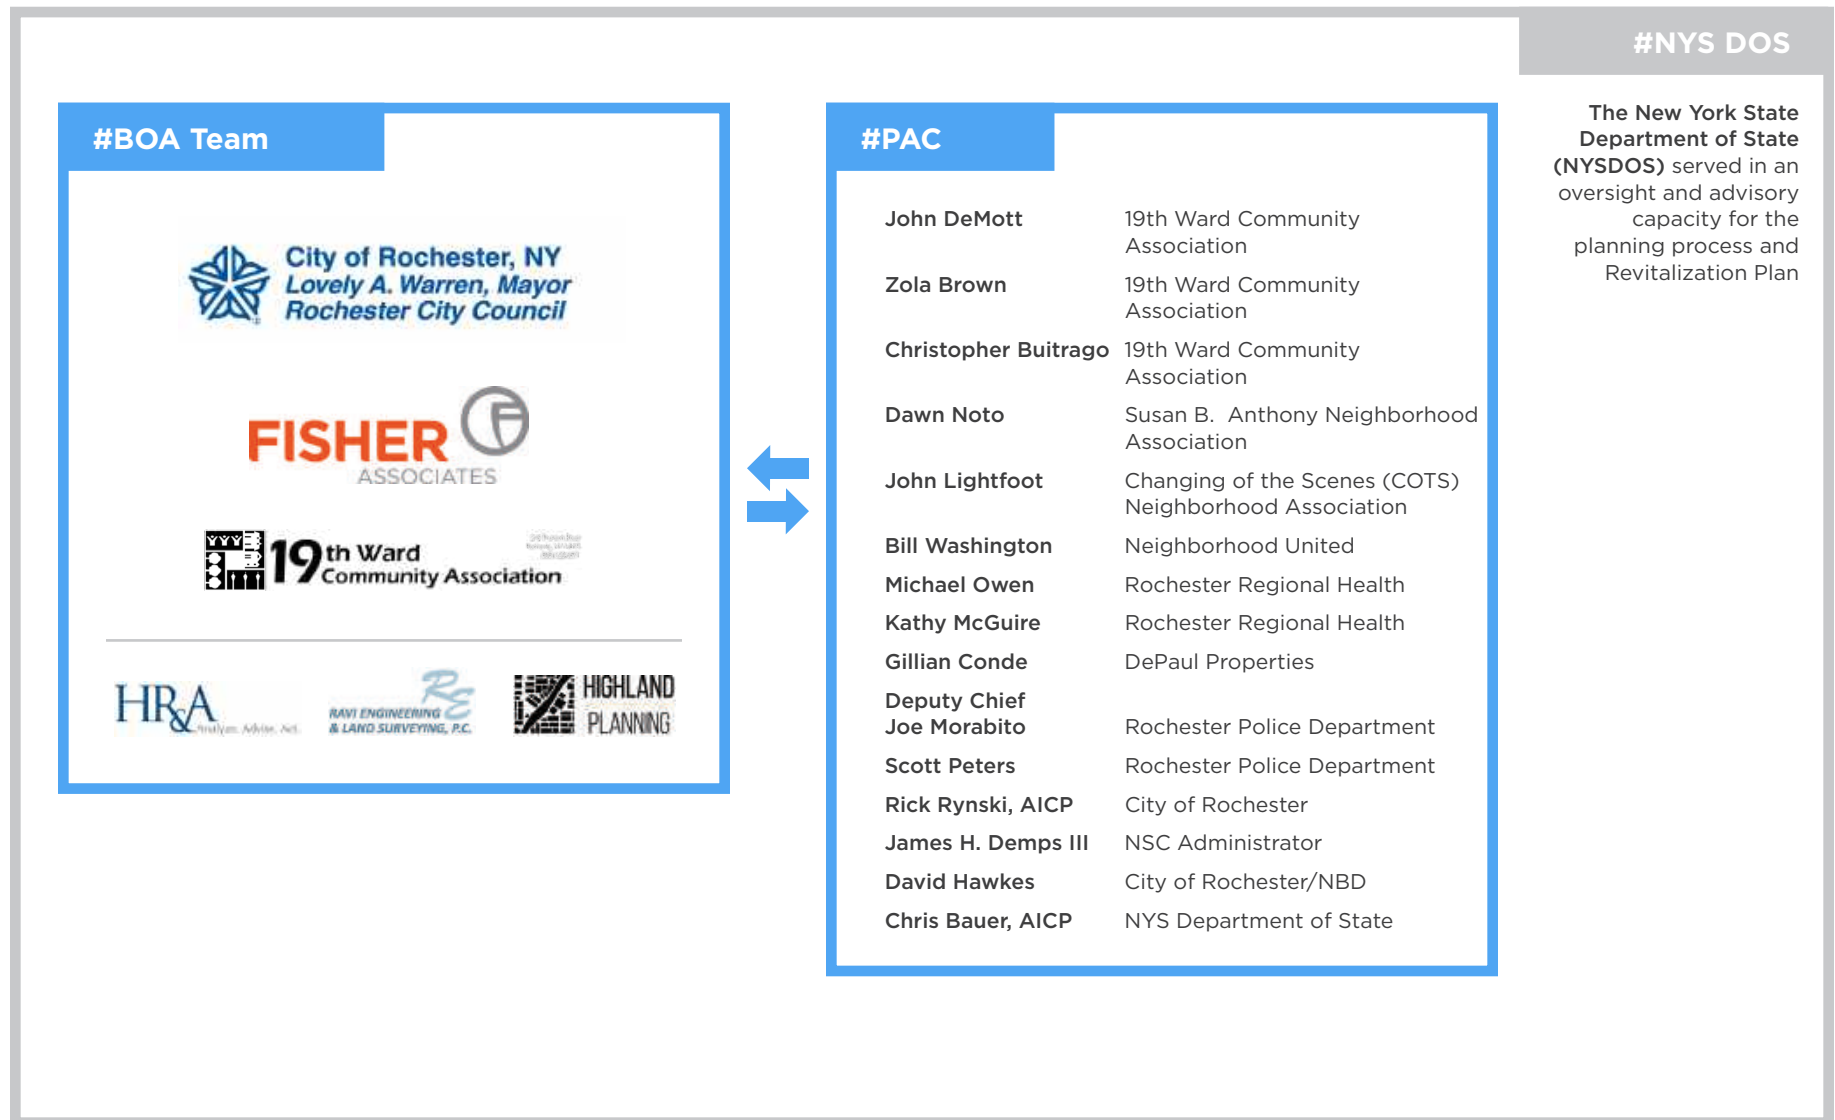 #NYS DOS
The New York State
Department of State
(NYSDOS) served in an
oversight and advisory
capacity for the
planning process and
Revitalization Plan
#BOA Team
City of Rochester, NY
Lovely A. Warren, Mayor
Rochester City Council
FISHER
ASSOCIATES
19th Ward
Community Association
HR&A
Analyze. Advise. Act.
RE
RAVI ENGINEERING
& LAND SURVEYING, P.C.
HIGHLAND
PLANNING
#PAC
John DeMott 19th Ward Community
Association
Zola Brown 19th Ward Community
Association
Christopher Buitrago 19th Ward Community
Association
Dawn Noto Susan B. Anthony Neighborhood
Association
John Lightfoot Changing of the Scenes (COTS)
Neighborhood Association
Bill Washington Neighborhood United
Michael Owen Rochester Regional Health
Kathy McGuire Rochester Regional Health
Gillian Conde DePaul Properties
Deputy Chief
Joe Morabito Rochester Police Department
Scott Peters Rochester Police Department
Rick Rynski, AICP City of Rochester
James H. Demps III NSC Administrator
David Hawkes City of Rochester/NBD
Chris Bauer, AICP NYS Department of State